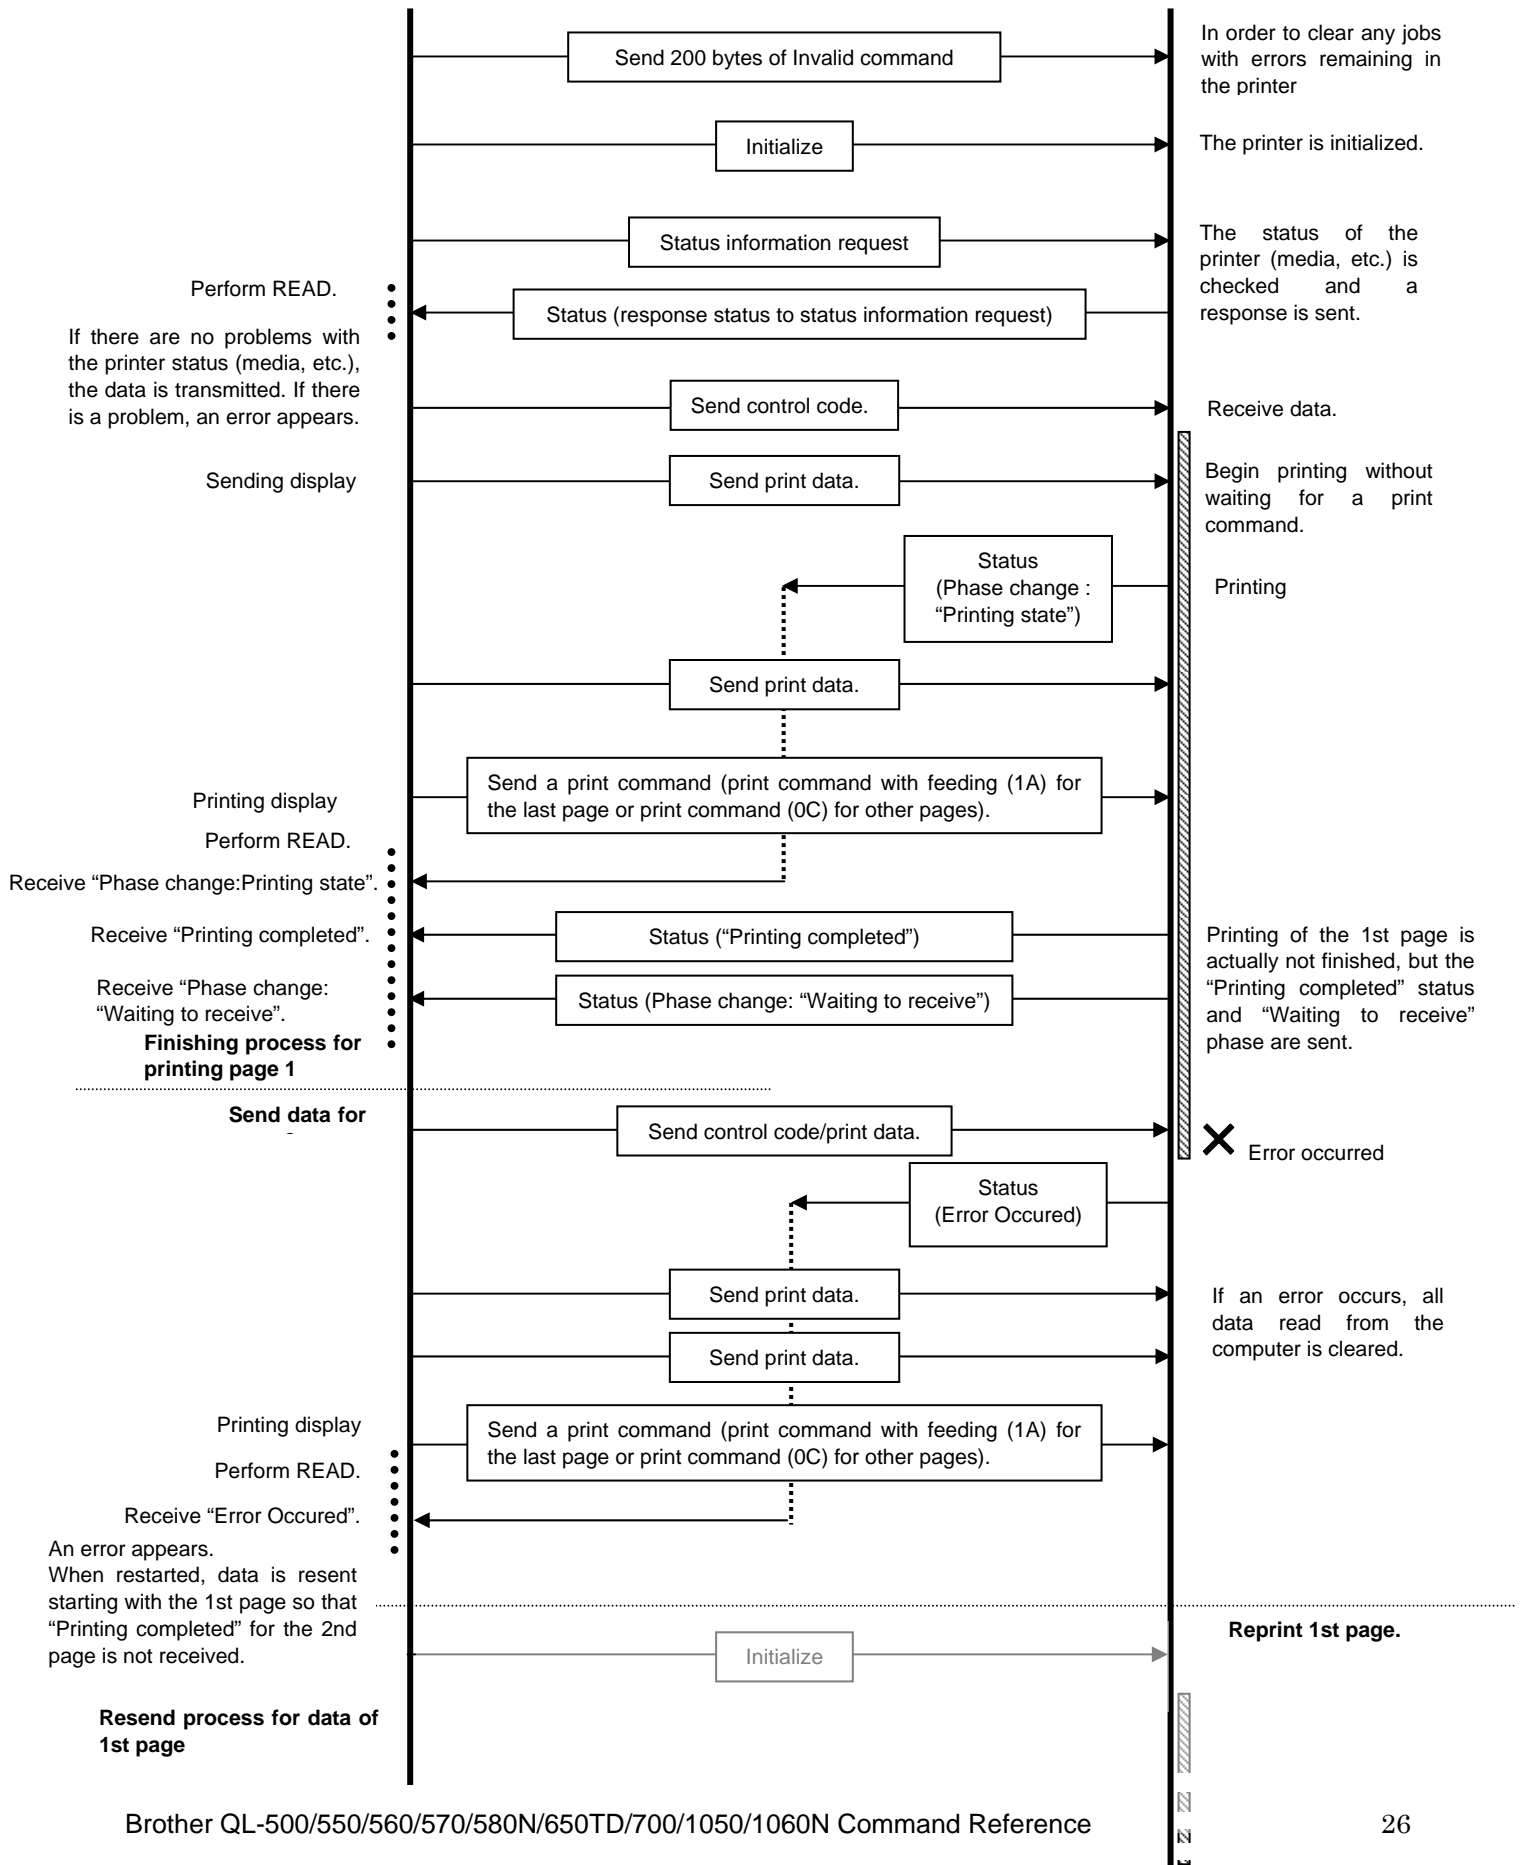 Send 200 bytes of Invalid command
In order to clear any jobs
with errors remaining in
the printer
Initialize
The printer is initialized.
Status information request
The status of the
printer (media, etc.) is
checked and a
response is sent.
Perform READ.
Status (response status to status information request)
If there are no problems with
the printer status (media, etc.),
the data is transmitted. If there
is a problem, an error appears.
Send control code.
Receive data.
Sending display
Send print data.
Begin printing without
waiting for a print
command.
Status
(Phase change :
“Printing state”)
Printing
Send print data.
Printing display
Send a print command (print command with feeding (1A) for
the last page or print command (0C) for other pages).
Perform READ.
Receive “Phase change:Printing state”.
Receive “Printing completed”.
Status (“Printing completed”)
Printing of the 1st page is
actually not finished, but the
“Printing completed” status
and “Waiting to receive”
phase are sent.
Receive “Phase change:
“Waiting to receive”.
Status (Phase change: “Waiting to receive”)
Finishing process for
printing page 1
Send data for
Send control code/print data.
Error occurred
Status
(Error Occured)
Send print data.
If an error occurs, all
data read from the
computer is cleared.
Send print data.
Printing display
Send a print command (print command with feeding (1A) for
the last page or print command (0C) for other pages).
Perform READ.
Receive “Error Occured”.
An error appears.
When restarted, data is resent
starting with the 1st page so that
“Printing completed” for the 2nd
page is not received.
Reprint 1st page.
Initialize
Resend process for data of
1st page
Brother QL-500/550/560/570/580N/650TD/700/1050/1060N Command Reference
26